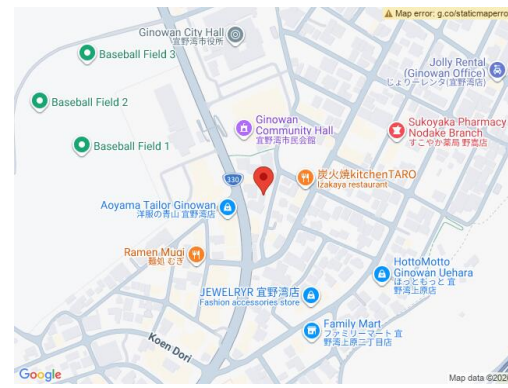 Map error: g.co/staticmaperro
Ginowan City Hall
宜野湾市役所
Baseball Field 3
Jolly Rental
(Ginowan Office)
じょりーレンタ(宜野湾店)
Baseball Field 2
Sukoyaka Pharmacy
Nodake Branch
すこやか薬局 野嵩店
Ginowan
Community Hall
宜野湾市民会館
Baseball Field 1
330
炭火焼kitchenTARO
Izakaya restaurant
Aoyama Tailor Ginowan
洋服の青山 宜野湾店
Ramen Mugi
麺処 むぎ
HottoMotto
Ginowan Uehara
ほっともっと 宜
野湾上原店
JEWELRYR 宜野湾店
Fashion accessories store
Family Mart
ファミリーマート 宜
野湾上原二丁目店
Koen Dori
Google
Map data ©2026